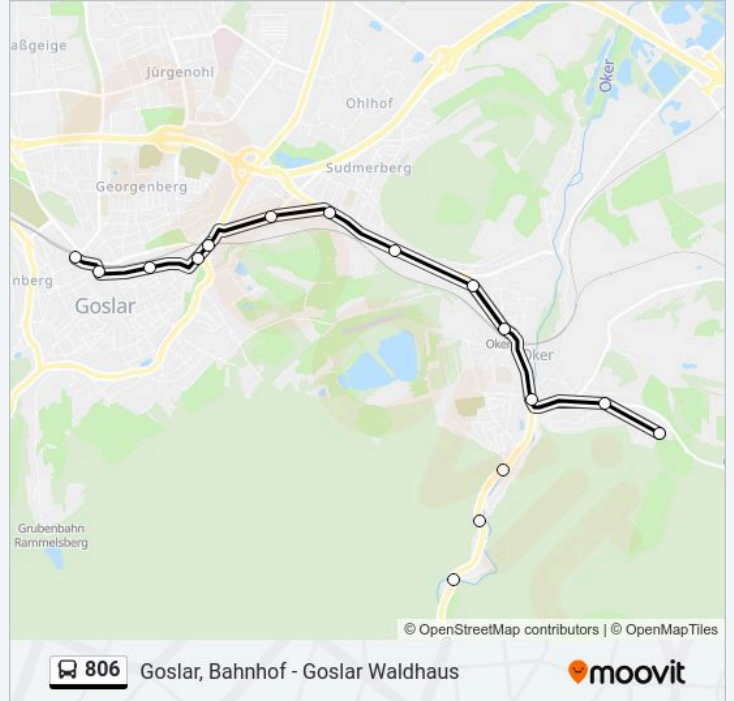 aßgeige
Jürgenohl
Oker
Ohlhof
Sudmerberg
Georgenberg
nberg
Goslar
Oker
Oker
Grubenbahn
Rammelsberg
© OpenStreetMap contributors | © OpenMapTiles
806 Goslar, Bahnhof - Goslar Waldhaus
moovit